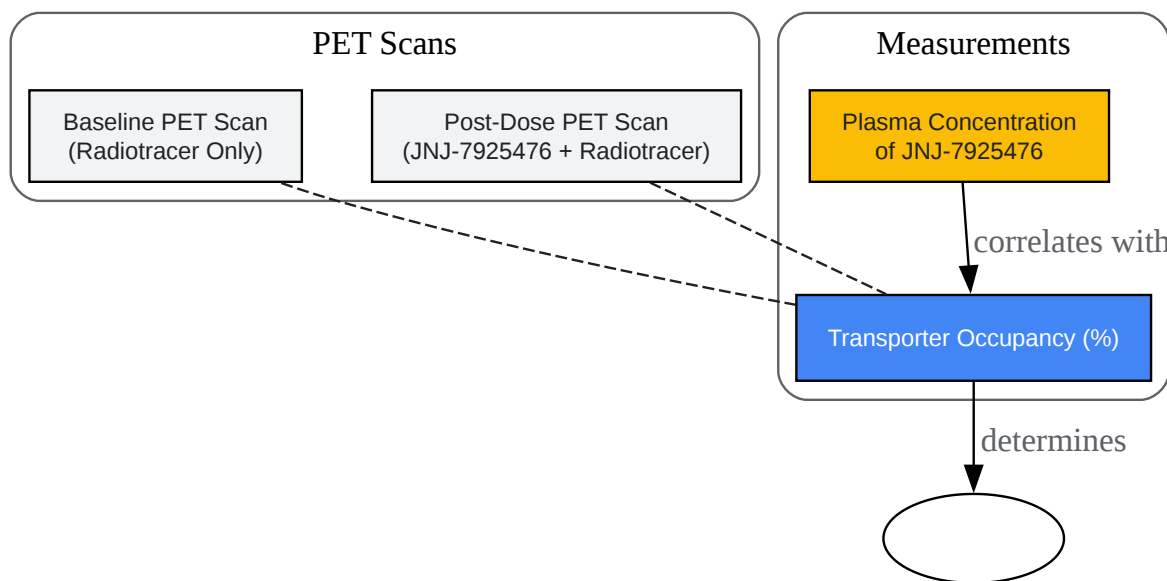 PET Scans
Baseline PET Scan
(Radiotracer Only)
Post-Dose PET Scan
(JNJ-7925476 + Radiotracer)
Measurements
Plasma Concentration
of JNJ-7925476
correlates with
Transporter Occupancy (%)
determines